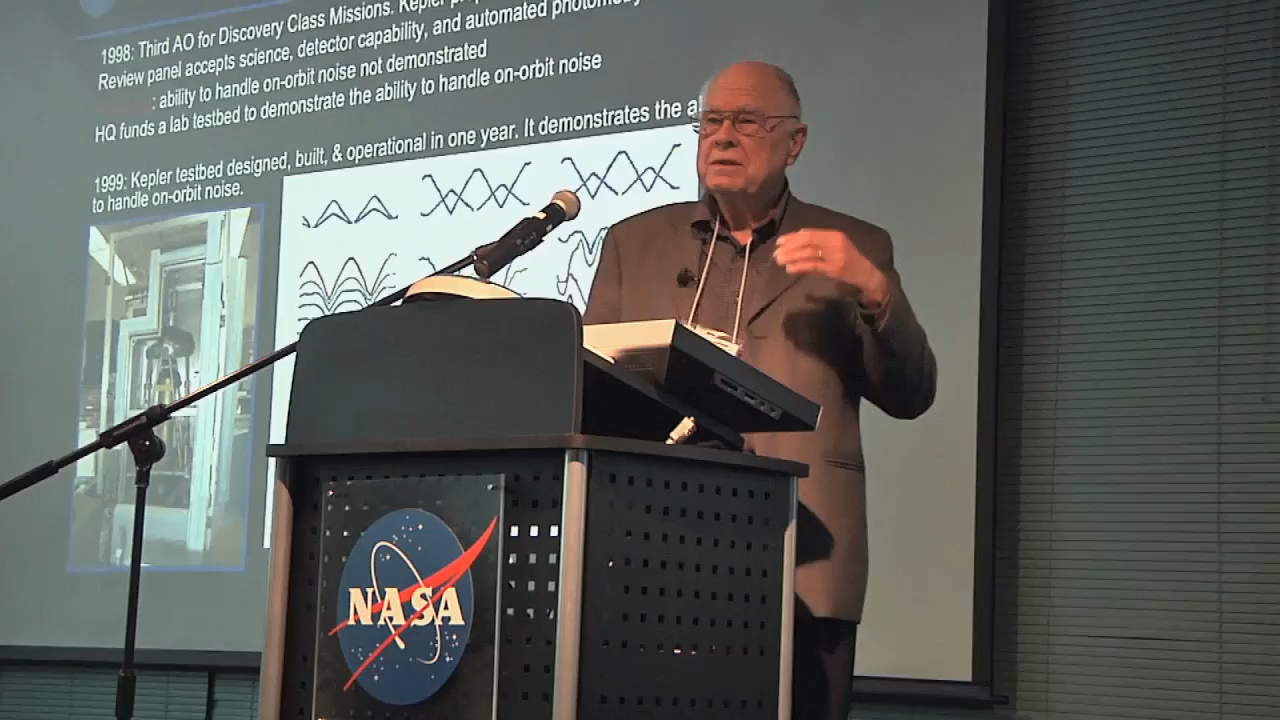 1998: Third AO for Discovery Class Missions. Kepler
Review panel accepts science, detector capability, and automated photometry
: ability to handle on-orbit noise not demonstrated
HQ funds a lab testbed to demonstrate the ability to handle on-orbit noise
1999: Kepler testbed designed, built, & operational in one year. It demonstrates the a
to handle on-orbit noise.
NASA